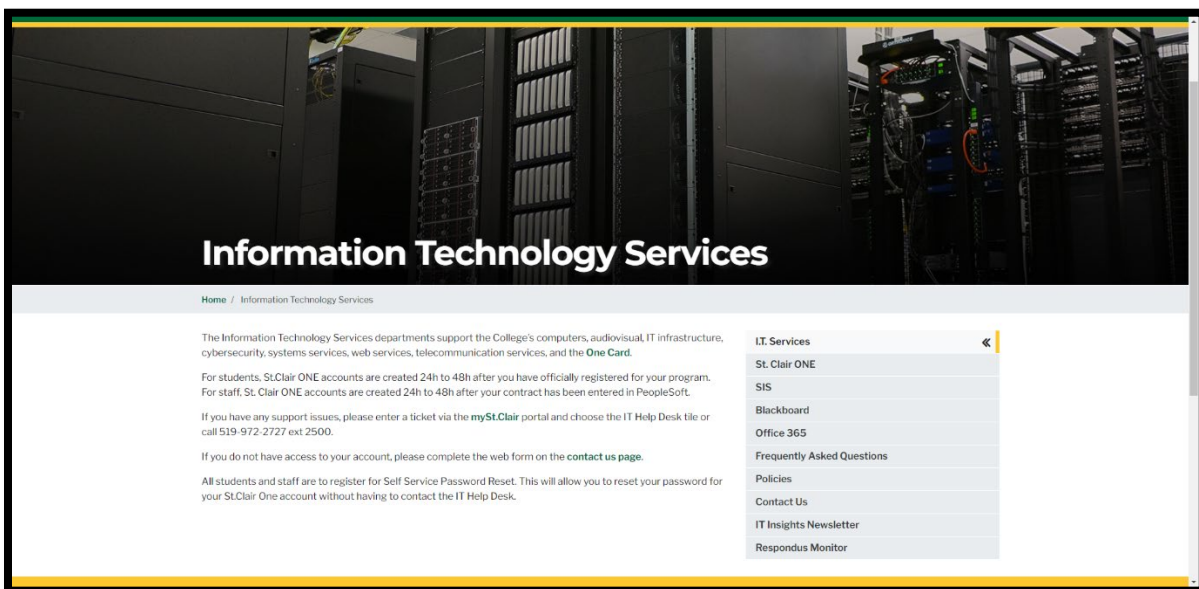 Information Technology Services
Home / Information Technology Services
The Information Technology Services departments support the College's computers, audiovisual, IT infrastructure,
cybersecurity, systems services, web services, telecommunication services, and the One Card.
For students, St.Clair ONE accounts are created 24h to 48h after you have officially registered for your program.
For staff, St. Clair ONE accounts are created 24h to 48h after your contract has been entered in PeopleSoft.
If you have any support issues, please enter a ticket via the mySt.Clair portal and choose the IT Help Desk tile or
call 519-972-2727 ext 2500.
If you do not have access to your account, please complete the web form on the contact us page.
All students and staff are to register for Self Service Password Reset. This will allow you to reset your password for
your St.Clair One account without having to contact the IT Help Desk.
I.T. Services
St. Clair ONE
SIS
Blackboard
Office 365
Frequently Asked Questions
Policies
Contact Us
IT Insights Newsletter
Respondus Monitor